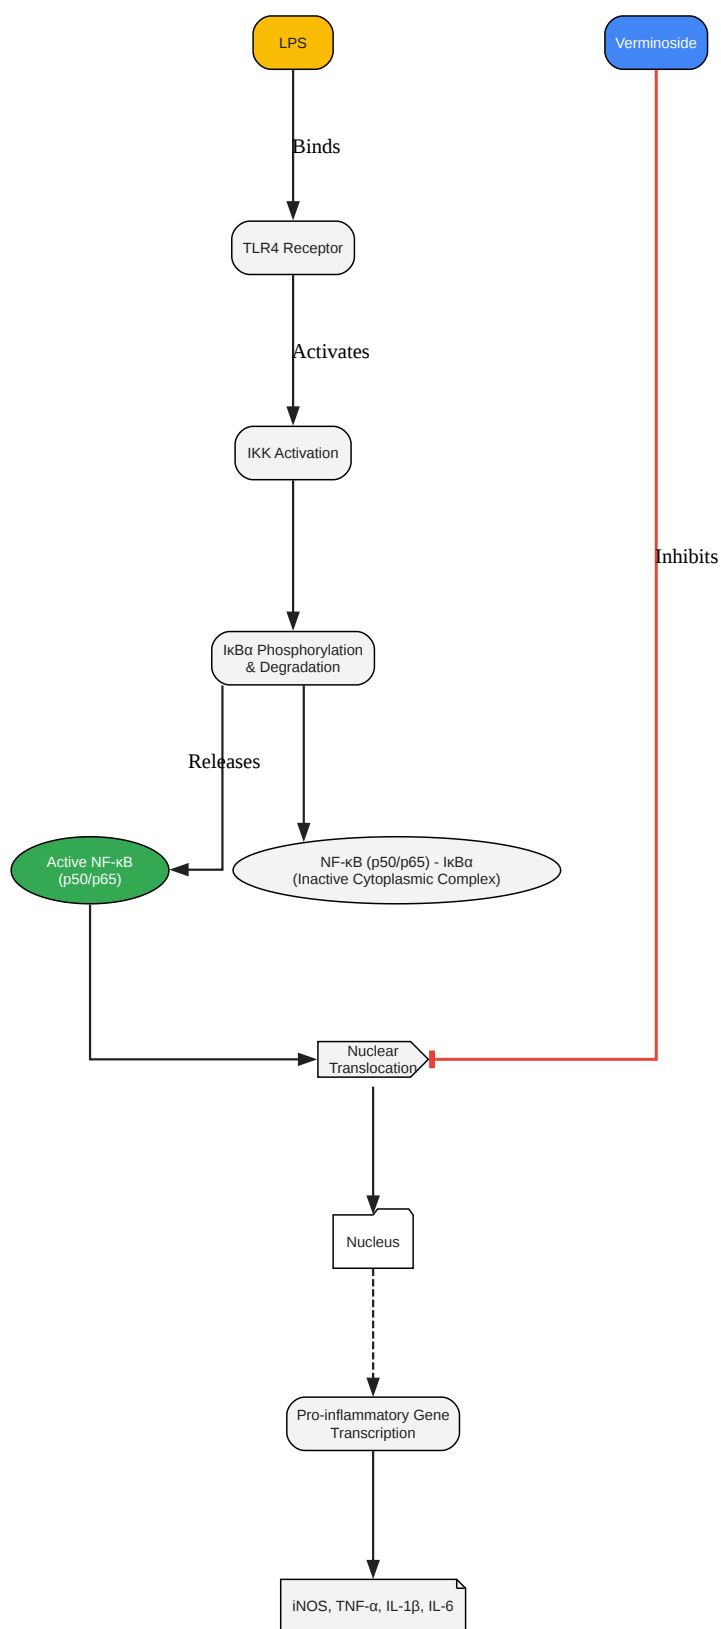 LPS
Verminoside
Binds
TLR4 Receptor
Activates
IKK Activation
Inhibits
IκBα Phosphorylation
& Degradation
Releases
Active NF-κB
(p50/p65)
NF-κB (p50/p65) - IκBα
(Inactive Cytoplasmic Complex)
Nuclear
Translocation
Nucleus
Pro-inflammatory Gene
Transcription
iNOS, TNF-α, IL-1β, IL-6